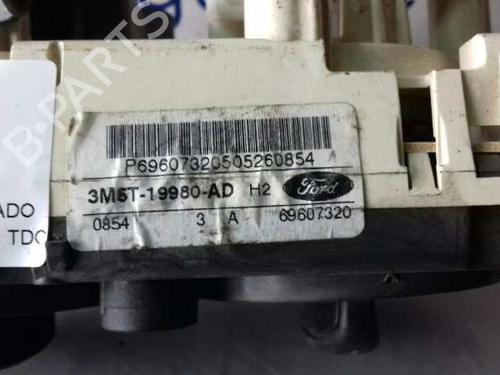 P69607320505260854
3M5T-19980-AD H2 Ford
0854 3 A 69607320
ADO
TDC
B-PARTS